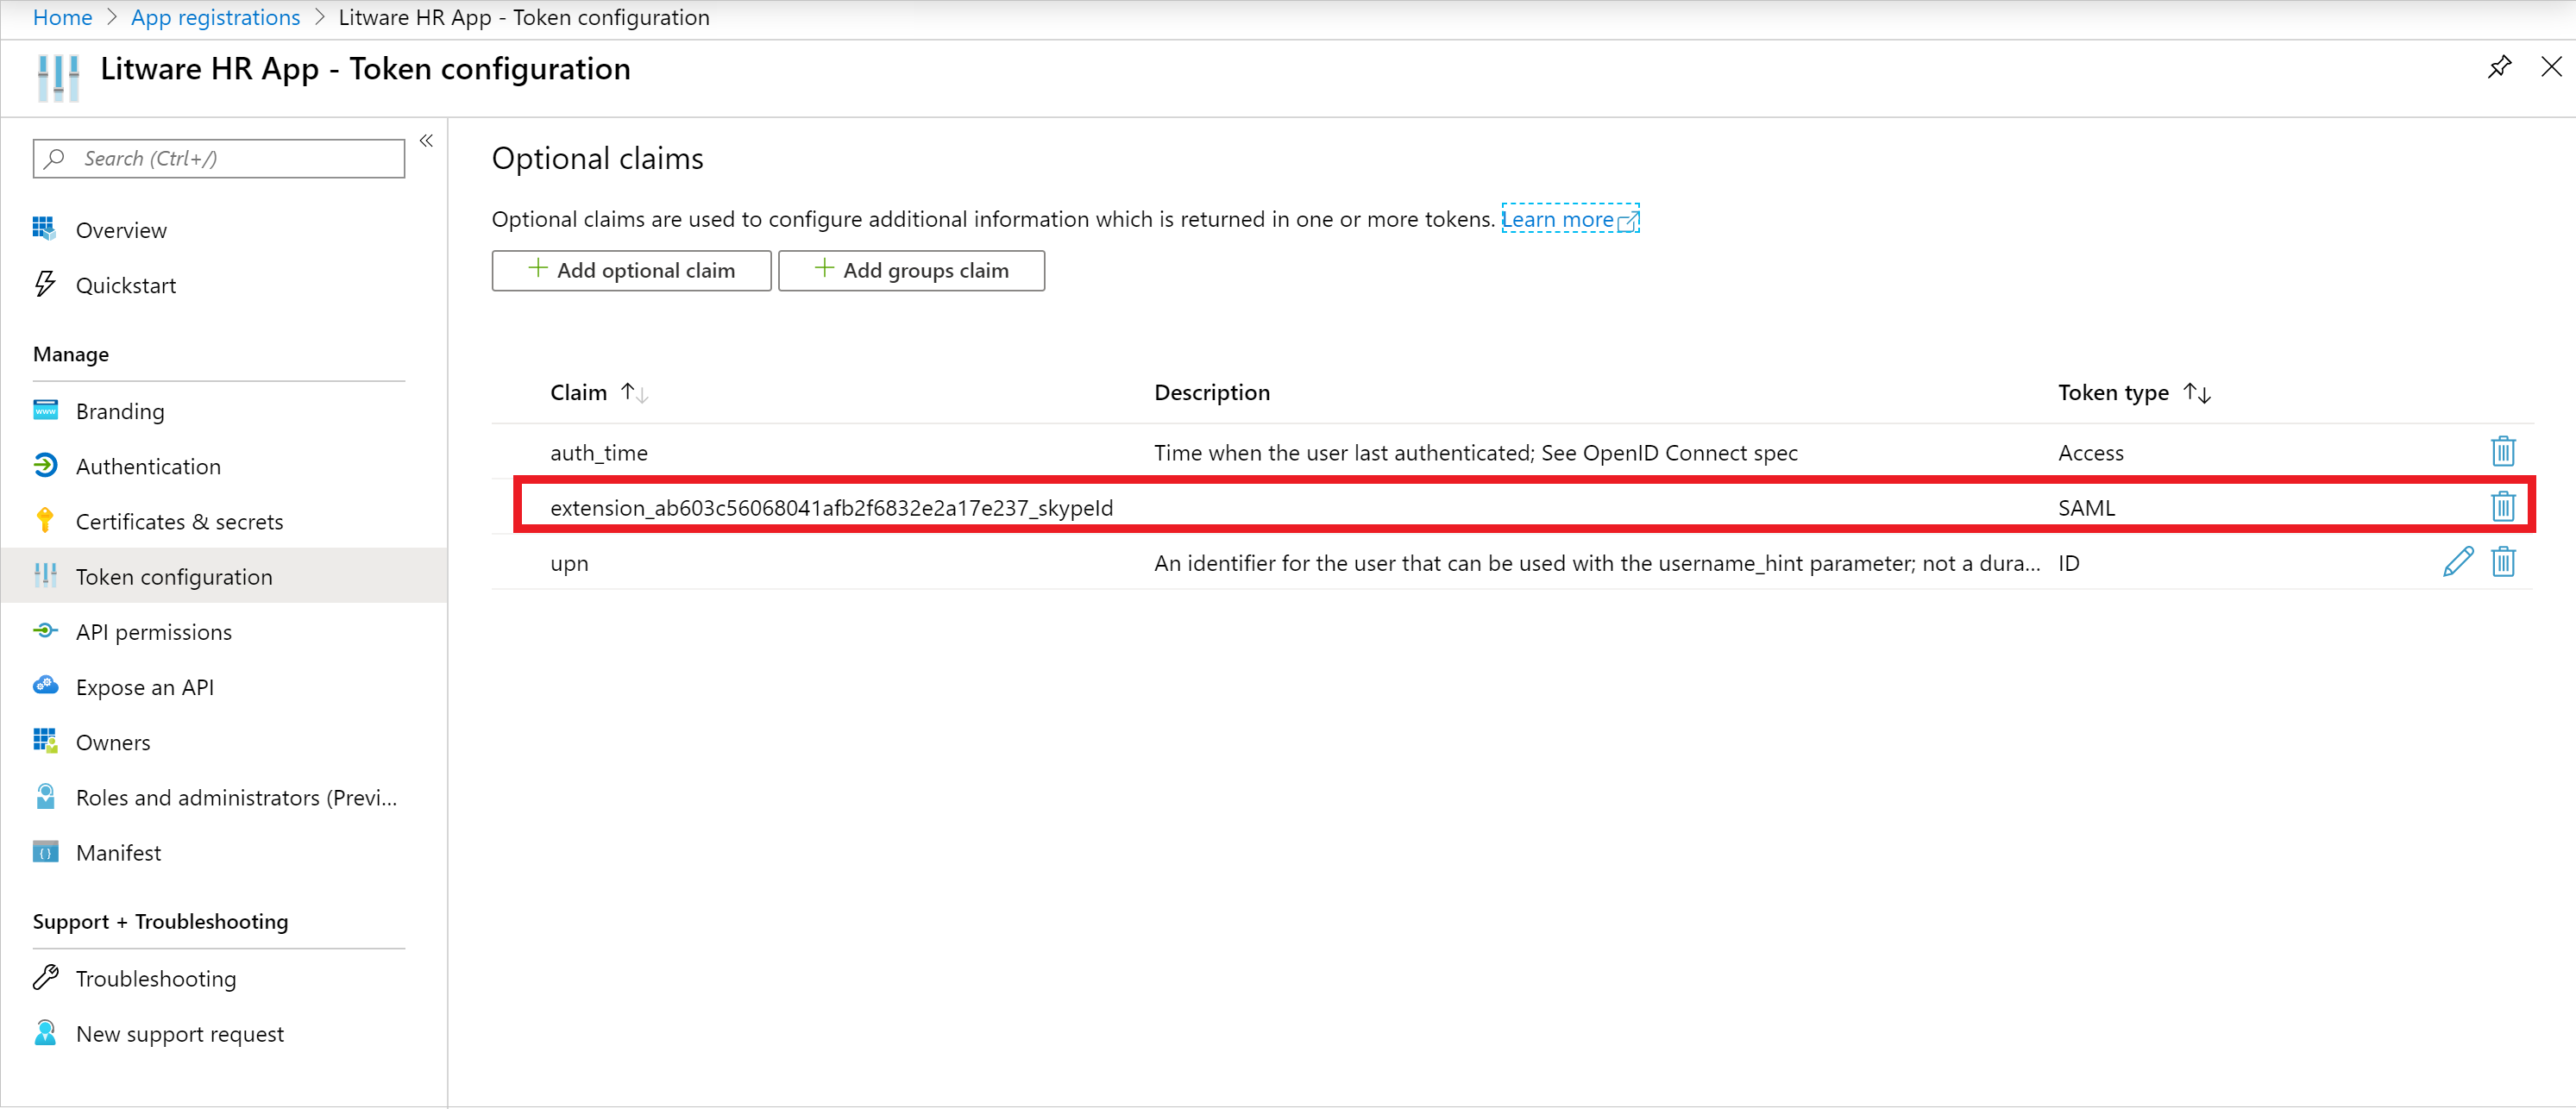 Home > App registrations > Litware HR App - Token configuration
Litware HR App - Token configuration
Search (Ctrl+/)
«
Overview
Quickstart
Manage
www
Branding
Authentication
Certificates & secrets
Token configuration
API permissions
Expose an API
Owners
Roles and administrators (Previ...
Manifest
Support + Troubleshooting
Troubleshooting
New support request
Optional claims
Optional claims are used to configure additional information which is returned in one or more tokens. Learn more
+ Add optional claim + Add groups claim
Claim ↑↓ Description Token type ↑↓
auth_time Time when the user last authenticated; See OpenID Connect spec Access
extension_ab603c56068041afb2f6832e2a17e237_skypeId SAML
upn An identifier for the user that can be used with the username_hint parameter; not a dura... ID